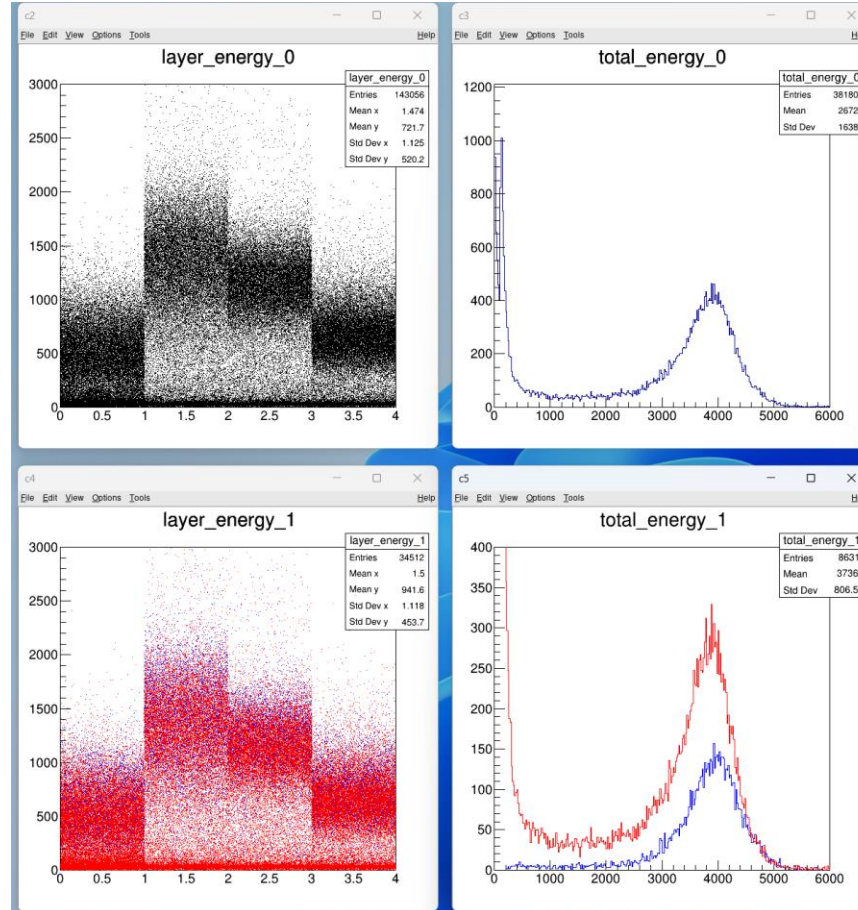 c2
File Edit View Options Tools Help
layer_energy_0
layer_energy_0
Entries 143056
Mean x 1.474
Mean y 721.7
Std Dev x 1.125
Std Dev y 520.2
3000
2500
2000
1500
1000
500
0
0 0.5 1 1.5 2 2.5 3 3.5 4
c3
File Edit View Options Tools He
total_energy_0
total_energy_0
Entries 38180
Mean 2672
Std Dev 1638
1200
1000
800
600
400
200
0
0 1000 2000 3000 4000 5000 6000
c4
File Edit View Options Tools Help
layer_energy_1
layer_energy_1
Entries 34512
Mean x 1.5
Mean y 941.6
Std Dev x 1.118
Std Dev y 453.7
3000
2500
2000
1500
1000
500
0
0 0.5 1 1.5 2 2.5 3 3.5 4
c5
File Edit View Options Tools He
total_energy_1
total_energy_1
Entries 8631
Mean 3736
Std Dev 806.5
400
350
300
250
200
150
100
50
0
0 1000 2000 3000 4000 5000 6000